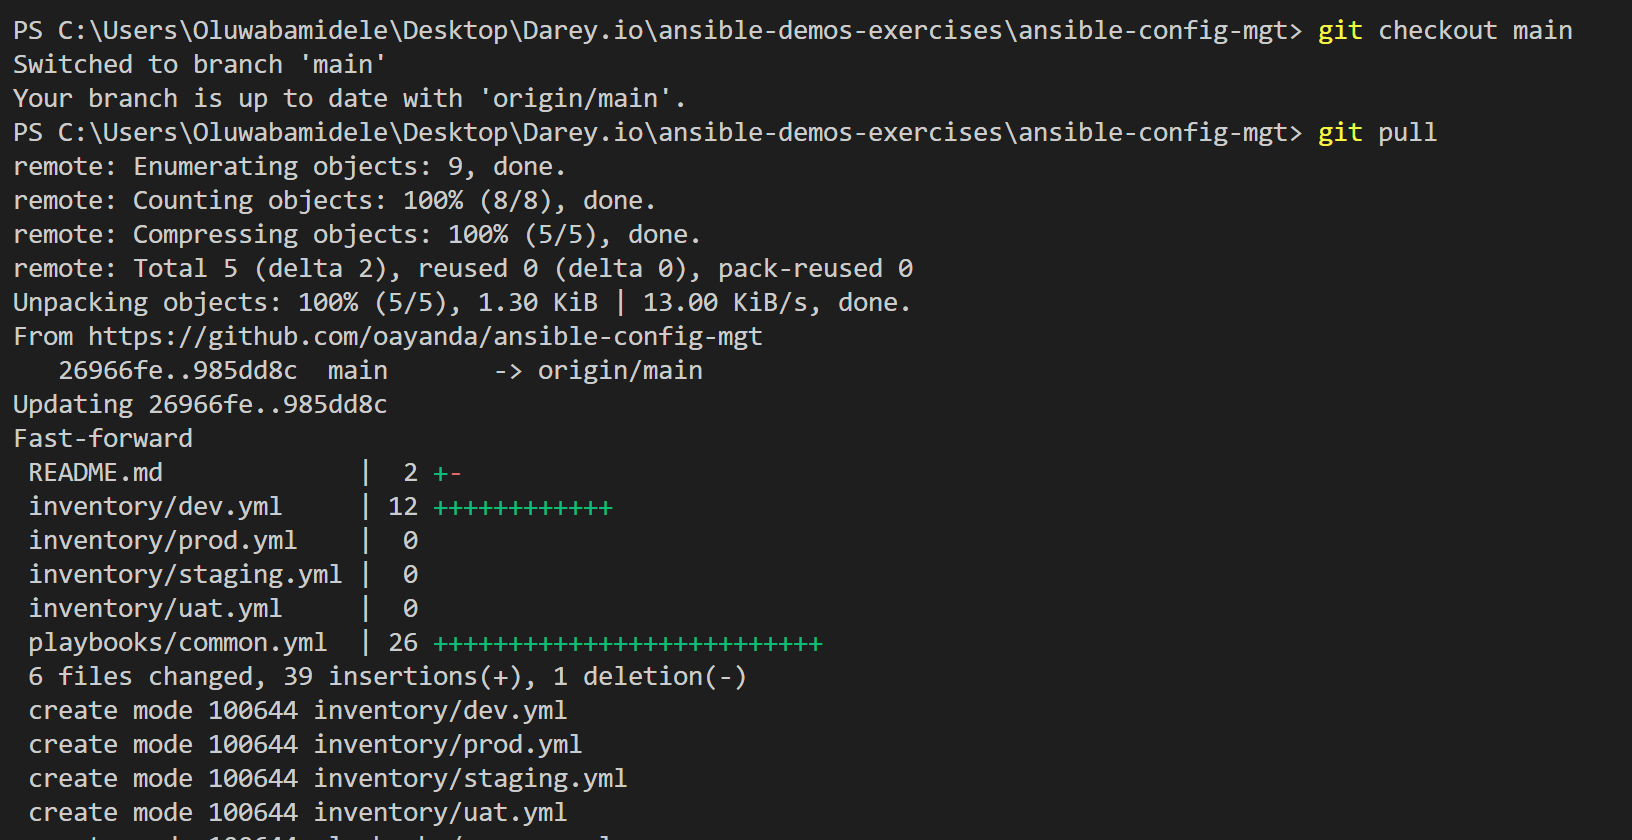 PS C:\Users\Oluwabamidele\Desktop\Darey.io\ansible-demos-exercises\ansible-config-mgt> git checkout main
Switched to branch 'main'
Your branch is up to date with 'origin/main'.
PS C:\Users\Oluwabamidele\Desktop\Darey.io\ansible-demos-exercises\ansible-config-mgt> git pull
remote: Enumerating objects: 9, done.
remote: Counting objects: 100% (8/8), done.
remote: Compressing objects: 100% (5/5), done.
remote: Total 5 (delta 2), reused 0 (delta 0), pack-reused 0
Unpacking objects: 100% (5/5), 1.30 KiB | 13.00 KiB/s, done.
From https://github.com/oayanda/ansible-config-mgt
   26966fe..985dd8c  main       -> origin/main
Updating 26966fe..985dd8c
Fast-forward
 README.md             |  2 +-
 inventory/dev.yml     | 12 ++++++++++++
 inventory/prod.yml    |  0
 inventory/staging.yml |  0
 inventory/uat.yml     |  0
 playbooks/common.yml  | 26 ++++++++++++++++++++++++++
 6 files changed, 39 insertions(+), 1 deletion(-)
 create mode 100644 inventory/dev.yml
 create mode 100644 inventory/prod.yml
 create mode 100644 inventory/staging.yml
 create mode 100644 inventory/uat.yml